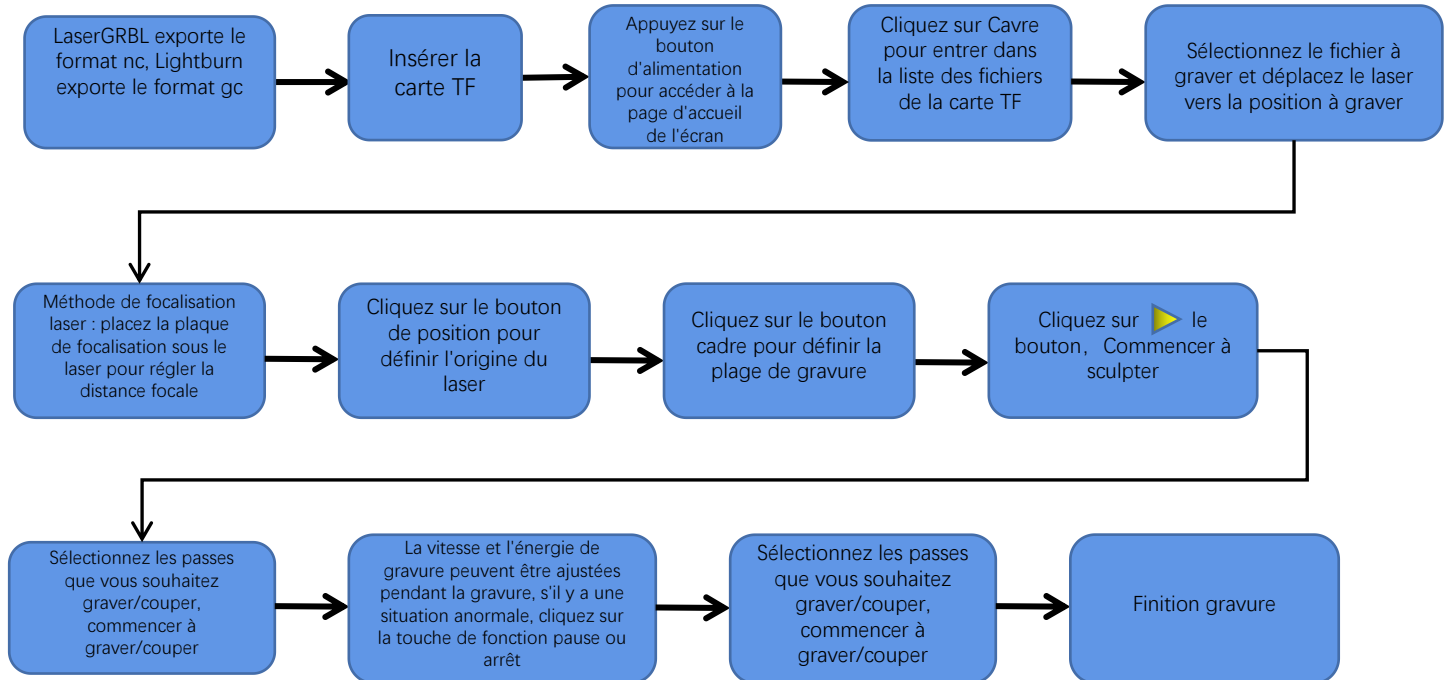 LaserGRBL exporte le
format nc, Lightburn
exporte le format gc
Insérer la
carte TF
Appuyez sur le
bouton
d'alimentation
pour accéder à la
page d'accueil
de l'écran
Cliquez sur Cavre
pour entrer dans
la liste des fichiers
de la carte TF
Sélectionnez le fichier à
graver et déplacez le laser
vers la position à graver
Méthode de focalisation
laser : placez la plaque
de focalisation sous le
laser pour régler la
distance focale
Cliquez sur le bouton
de position pour
définir l'origine du
laser
Cliquez sur le bouton
cadre pour définir la
plage de gravure
Cliquez sur le
bouton, Commencer à
sculpter
Sélectionnez les passes
que vous souhaitez
graver/couper,
commencer à
graver/couper
La vitesse et l'énergie de
gravure peuvent être ajustées
pendant la gravure, s'il y a une
situation anormale, cliquez sur
la touche de fonction pause ou
arrêt
Sélectionnez les passes
que vous souhaitez
graver/couper,
commencer à
graver/couper
Finition gravure